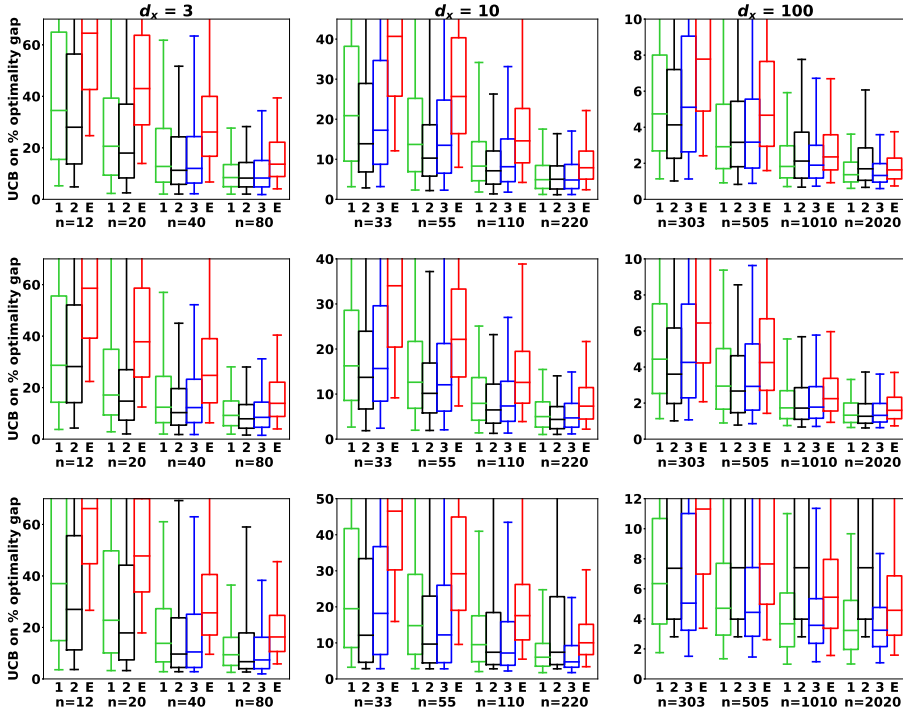 d_x = 3 d_x = 10 d_x = 100
UCB on % optimality gap
60 40 20 0
40 30 20 10 0
10 8 6 4 2 0
1 2 E 1 2 E 1 2 3 E 1 2 3 E 1 2 3 E 1 2 3 E 1 2 3 E 1 2 3 E 1 2 3 E 1 2 3 E 1 2 3 E 1 2 3 E
n=12 n=20 n=40 n=80 n=33 n=55 n=110 n=220 n=303 n=505 n=1010 n=2020
UCB on % optimality gap
60 40 20 0
40 30 20 10 0
10 8 6 4 2 0
1 2 E 1 2 E 1 2 3 E 1 2 3 E 1 2 3 E 1 2 3 E 1 2 3 E 1 2 3 E 1 2 3 E 1 2 3 E 1 2 3 E 1 2 3 E
n=12 n=20 n=40 n=80 n=33 n=55 n=110 n=220 n=303 n=505 n=1010 n=2020
UCB on % optimality gap
60 40 20 0
50 40 30 20 10 0
12 10 8 6 4 2 0
1 2 E 1 2 E 1 2 3 E 1 2 3 E 1 2 3 E 1 2 3 E 1 2 3 E 1 2 3 E 1 2 3 E 1 2 3 E 1 2 3 E 1 2 3 E
n=12 n=20 n=40 n=80 n=33 n=55 n=110 n=220 n=303 n=505 n=1010 n=2020